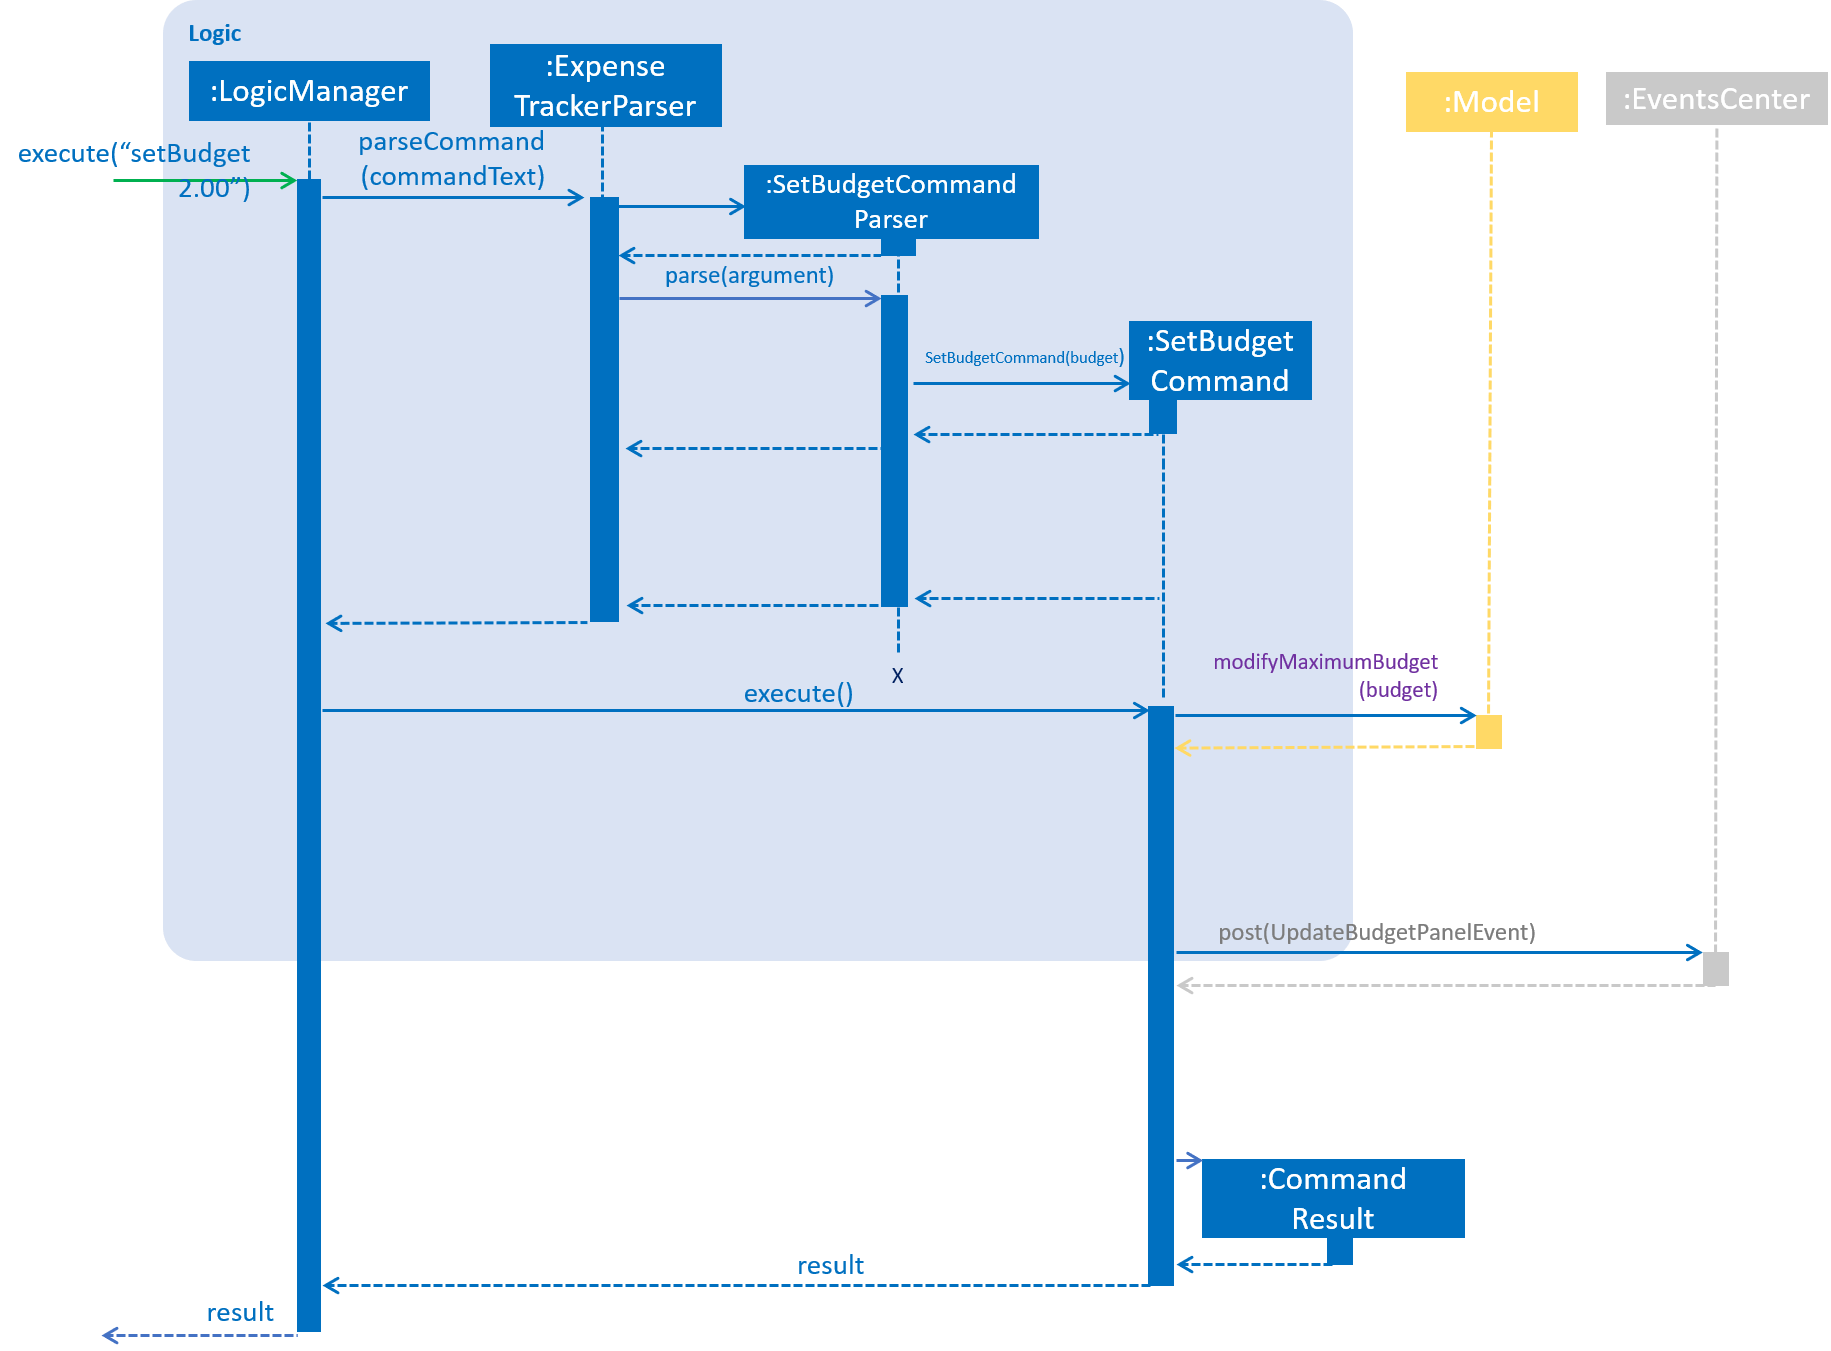 Logic
:LogicManager
:Expense
TrackerParser
:Model
:EventsCenter
execute(“setBudget
2.00”)
parseCommand
(commandText)
:SetBudgetCommand
Parser
parse(argument)
:SetBudget
Command
SetBudgetCommand(budget)
modifyMaximumBudget
(budget)
X
execute()
post(UpdateBudgetPanelEvent)
:Command
Result
result
result